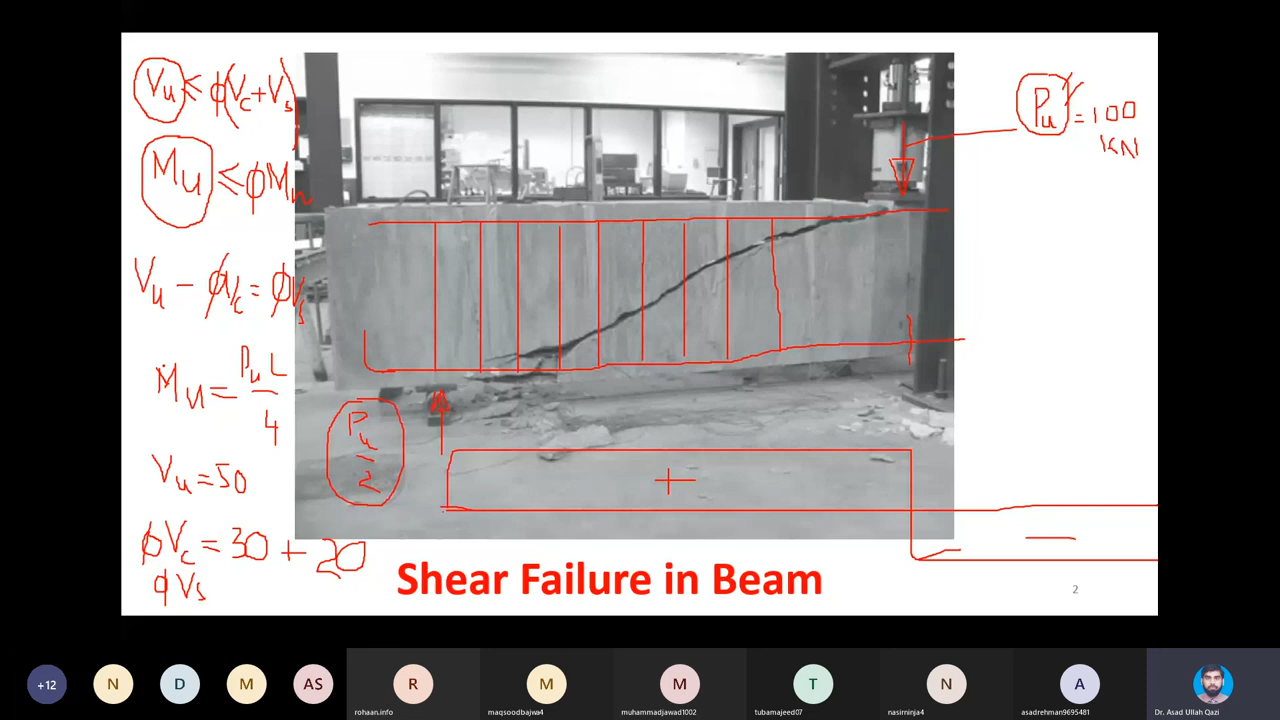 Vu ≤ ϕ(Vc+Vs)
Mu ≤ ϕMn
Vu - ϕVc = ϕVs
Mu = PuL/4
Vu = 50
ϕVc = 30 + 20
ϕVs
Pu = 100
KN
Pu/2
+
-
Shear Failure in Beam
2
+12
N
D
M
AS
R
M
M
T
N
A
rohaan.info
maqsoodbajwa4
muhammadjawad1002
tubamajeed07
nasirninja4
asadrehman9695481
Dr. Asad Ullah Qazi